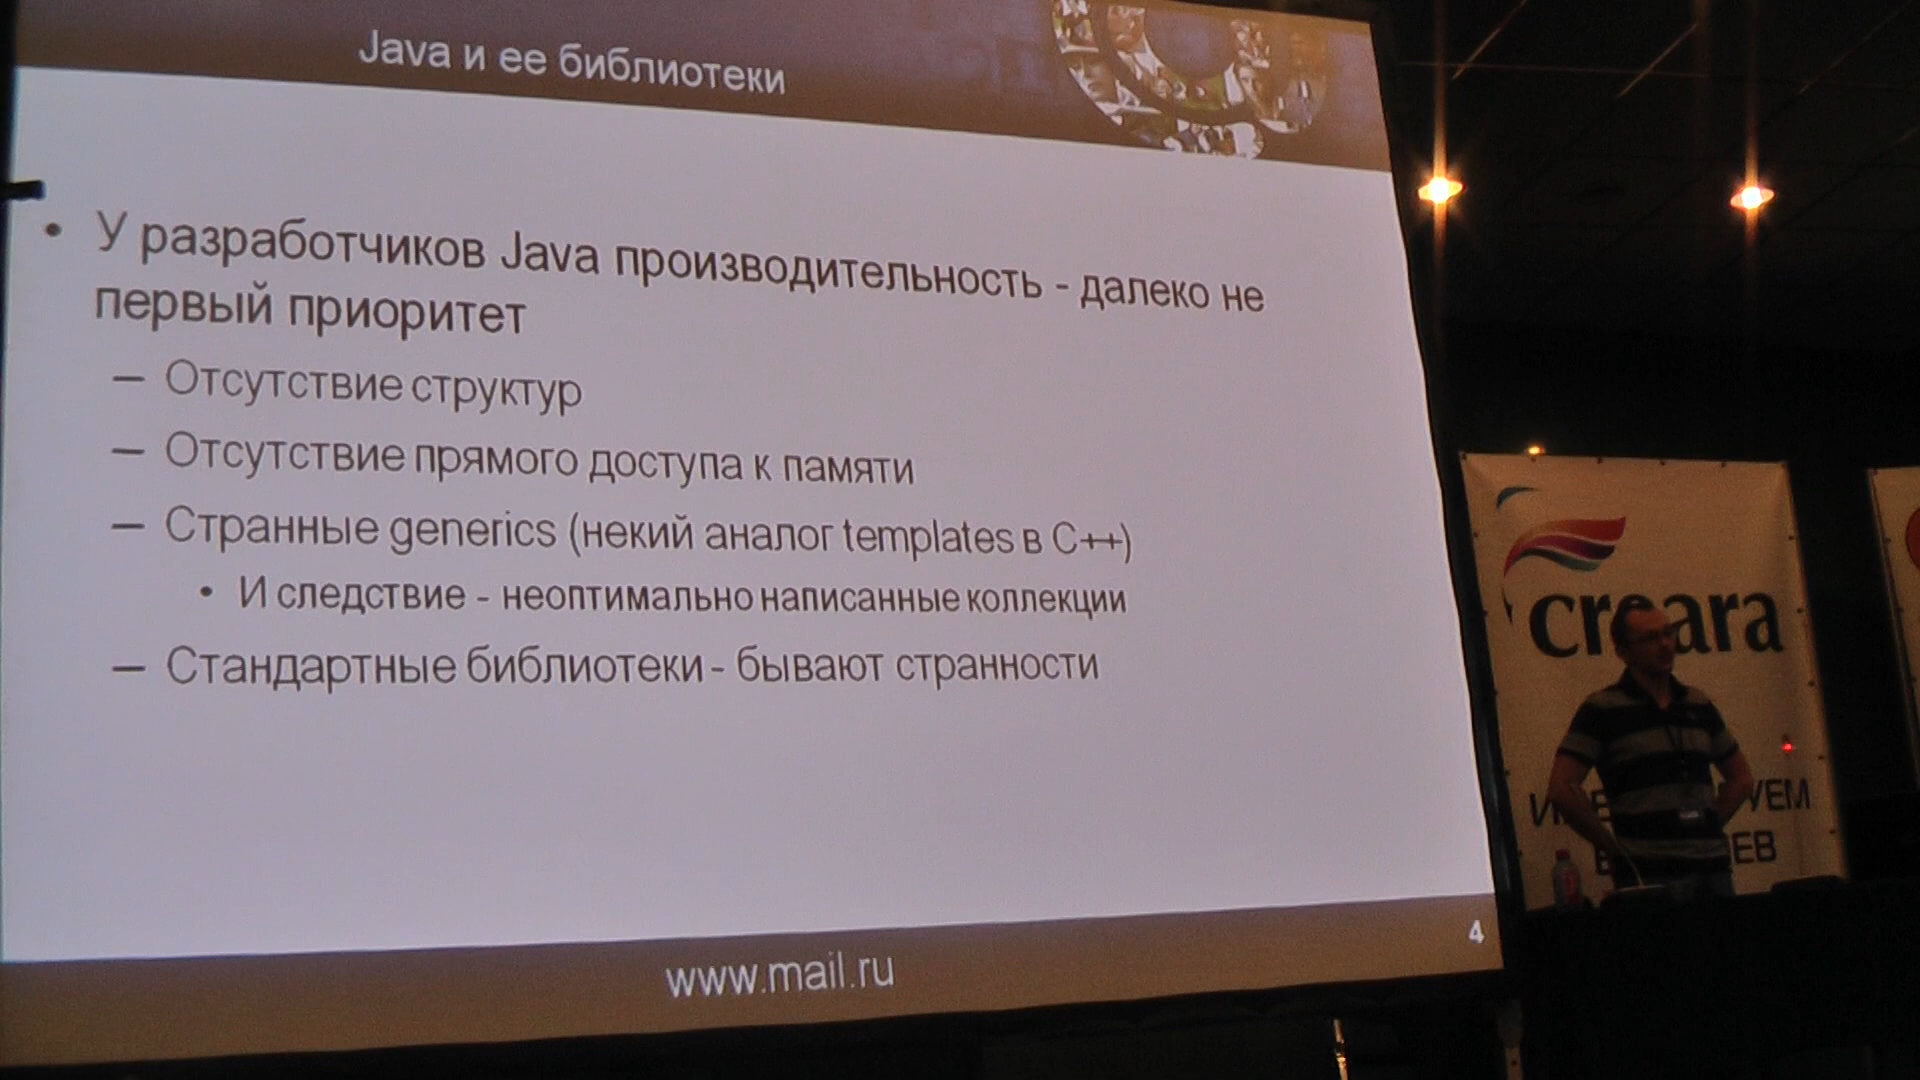 Java и ее библиотеки
• У разработчиков Java производительность - далеко не
первый приоритет
– Отсутствие структур
– Отсутствие прямого доступа к памяти
– Странные generics (некий аналог templates в C++)
• И следствие - неоптимально написанные коллекции
– Стандартные библиотеки - бывают странности
4
www.mail.ru
creara